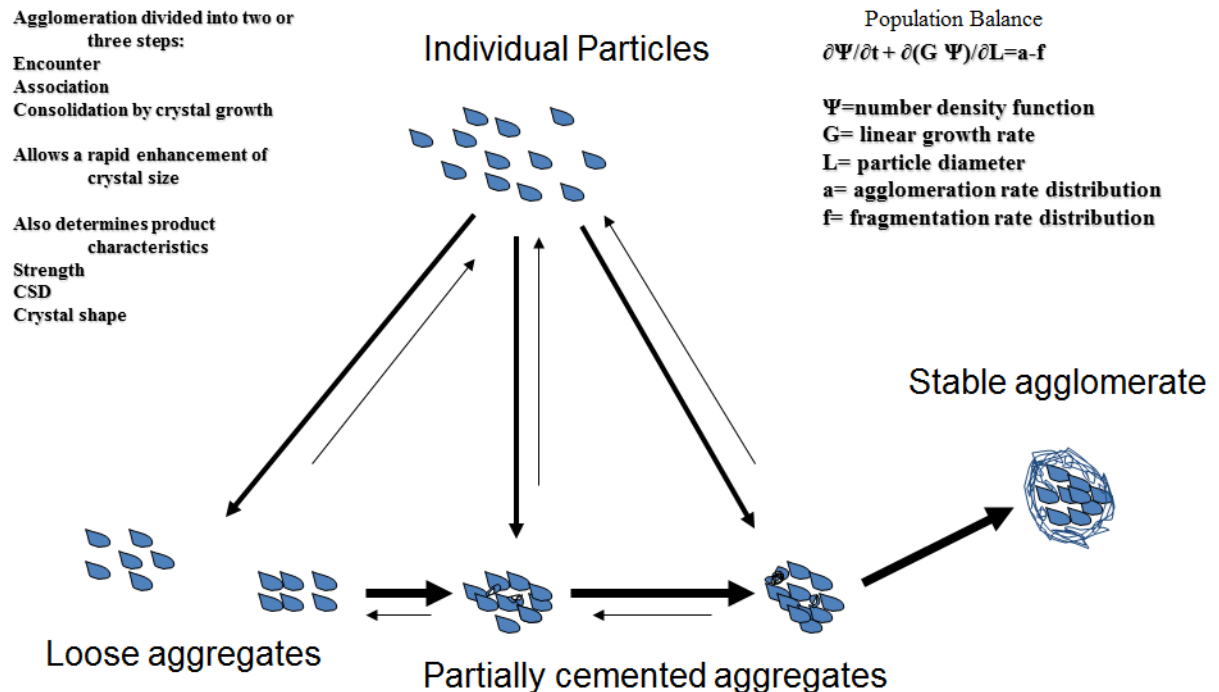 Agglomeration divided into two or
three steps:
Encounter
Association
Consolidation by crystal growth
Allows a rapid enhancement of
crystal size
Also determines product
characteristics
Strength
CSD
Crystal shape
Individual Particles
Population Balance
∂Ψ/∂t + ∂(G Ψ)/∂L=a-f
Ψ=number density function
G= linear growth rate
L= particle diameter
a= agglomeration rate distribution
f= fragmentation rate distribution
Stable agglomerate
Loose aggregates
Partially cemented aggregates